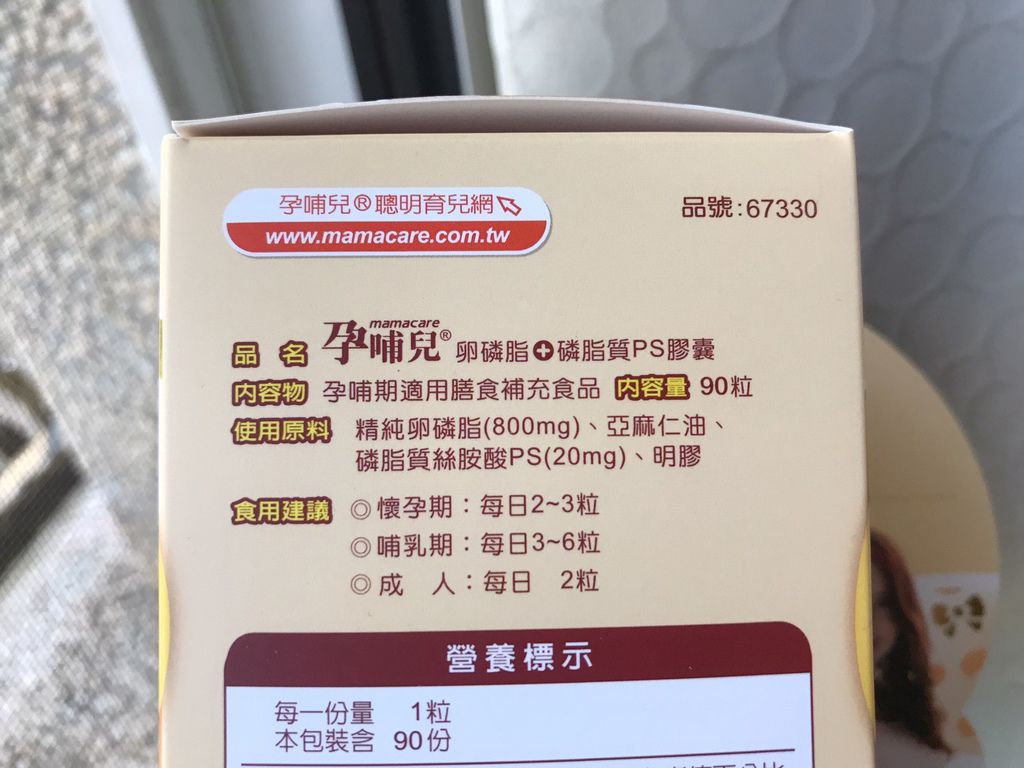 孕哺兒®聰明育兒網
www.mamacare.com.tw
品號:67330
品 名 孕哺兒® mamacare 卵磷脂+磷脂質PS膠囊
內容物 孕哺期適用膳食補充食品 內容量 90粒
使用原料 精純卵磷脂(800mg)、亞麻仁油、
磷脂質絲胺酸PS(20mg)、明膠
食用建議 ◎懷孕期:每日2~3粒
◎哺乳期:每日3~6粒
◎成 人:每日 2粒
營養標示
每一份量 1粒
本包裝含 90份